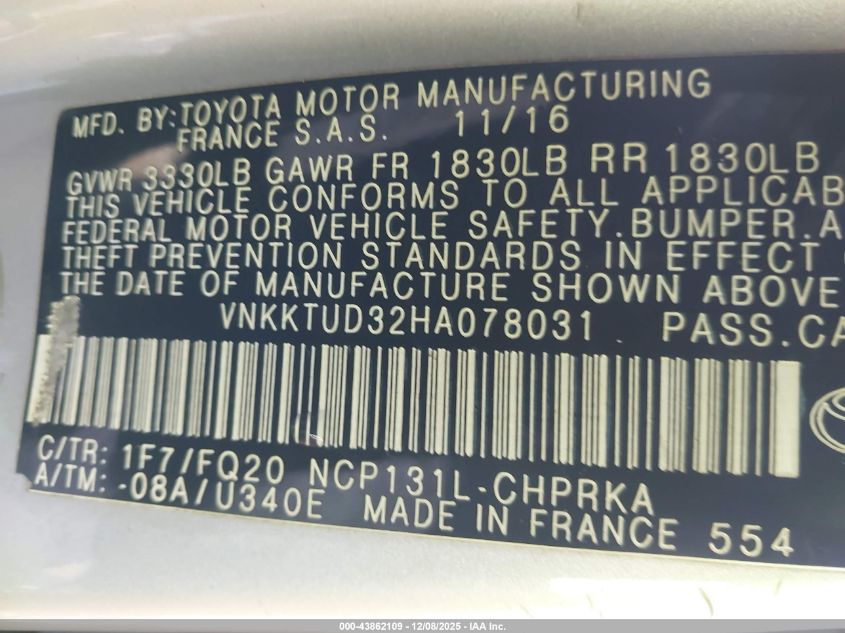 MFD. BY:TOYOTA MOTOR MANUFACTURING
FRANCE S.A.S. 11/16
GVWR 3330LB GAWR FR 1830LB RR 1830LB
THIS VEHICLE CONFORMS TO ALL APPLICAB
FEDERAL MOTOR VEHICLE SAFETY.BUMPER.A
THEFT PREVENTION STANDARDS IN EFFECT
THE DATE OF MANUFACTURE SHOWN ABOVE
VNKKTUD32HA078031 PASS.CA
C/TR: 1F7/FQ20 NCP131L-CHPRKA
A/TM: -08A/U340E MADE IN FRANCE 554
000-43862109 - 12/08/2025 - IAA Inc.